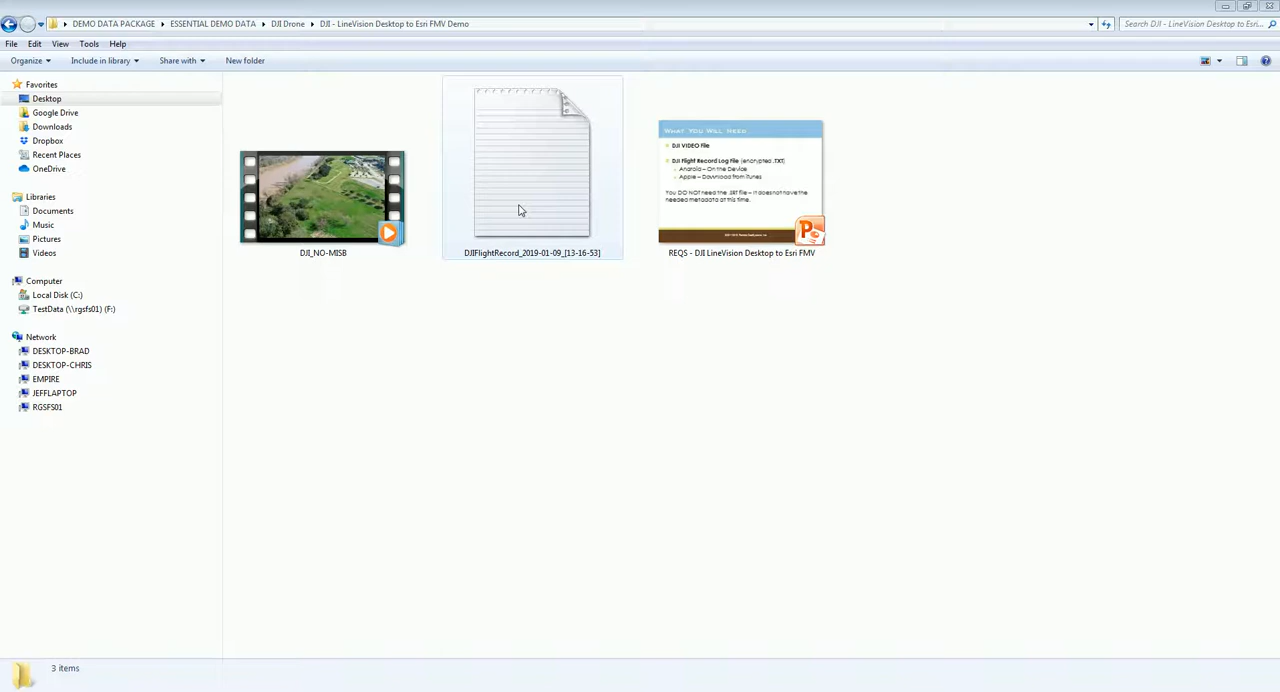 DEMO DATA PACKAGE ESSENTIAL DEMO DATA DJI Drone DJI - LineVision Desktop to Esri FMV Demo
Search DJI - LineVision Desktop to Esri...
File Edit View Tools Help
Organize Include in library Share with New folder
Favorites
Desktop
Google Drive
Downloads
Dropbox
Recent Places
OneDrive
Libraries
Documents
Music
Pictures
Videos
Computer
Local Disk (C:)
TestData (\\rgsfs01) (F:)
Network
DESKTOP-BRAD
DESKTOP-CHRIS
EMPIRE
JEFFLAPTOP
RGSFS01
DJI_NO-MISB
DJIFlightRecord_2019-01-09_[13-16-53]
WHAT YOU WILL NEED
DJI VIDEO File
DJI Flight Record Log File (encrypted .TXT)
Android – On the Device
Apple – Download from iTunes
You DO NOT need the .SRT file – it does not have the
needed metadata at this time.
REQS - DJI LineVision Desktop to Esri FMV
3 items